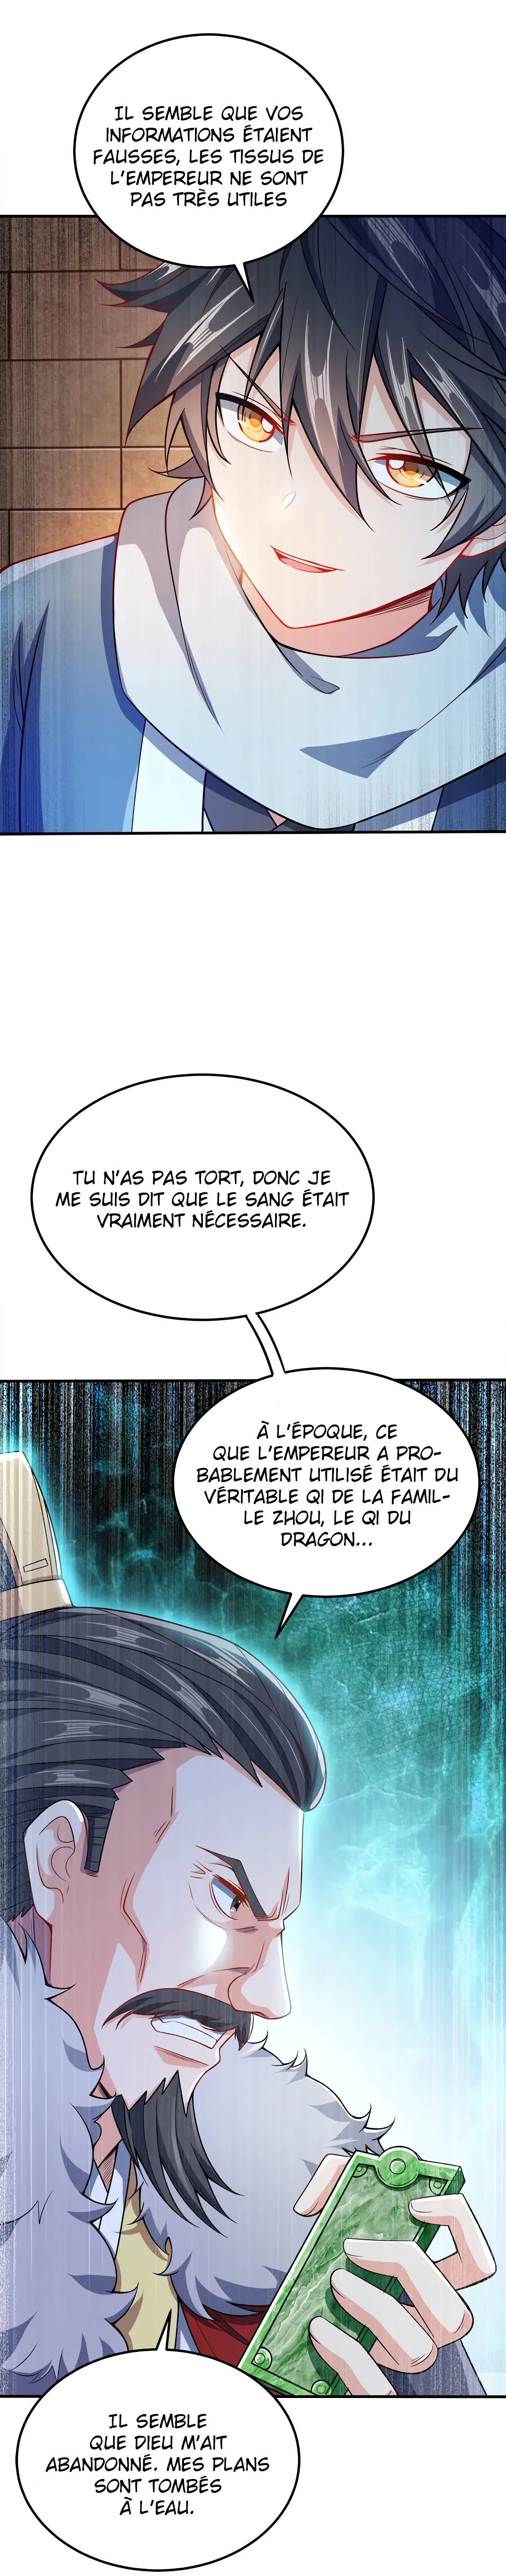 IL SEMBLE QUE VOS
INFORMATIONS ÉTAIENT
FAUSSES, LES TISSUS DE
L'EMPEREUR NE SONT
PAS TRÈS UTILES
TU N'AS PAS TORT, DONC JE
ME SUIS DIT QUE LE SANG ÉTAIT
VRAIMENT NÉCESSAIRE.
À L'ÉPOQUE, CE
QUE L'EMPEREUR A PRO-
BABLEMENT UTILISÉ ÉTAIT DU
VÉRITABLE QI DE LA FAMIL-
LE ZHOU, LE QI DU
DRAGON...
IL SEMBLE
QUE DIEU M'AIT
ABANDONNÉ. MES PLANS
SONT TOMBÉS
À L'EAU.